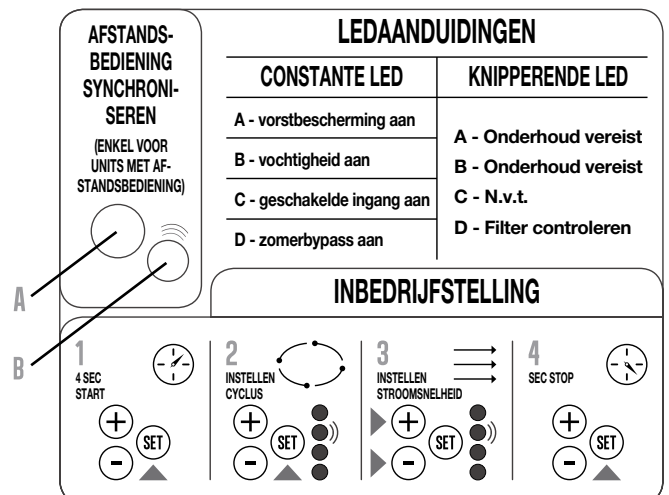 AFSTANDS-
BEDIENING
SYNCHRONI-
SEREN
(ENKEL VOOR
UNITS MET AF-
STANDSBEDIENING)
A
B
LEDAANDUIDINGEN
CONSTANTE LED
A - vorstbescherming aan
B - vochtigheid aan
C - geschakelde ingang aan
D - zomerbypass aan
KNIPPERENDE LED
A - Onderhoud vereist
B - Onderhoud vereist
C - N.v.t.
D - Filter controleren
INBEDRIJFSTELLING
1
4 SEC
START
+
SET
-
2
INSTELLEN
CYCLUS
+
SET
-
3
INSTELLEN
STROOMSNELHEID
+
SET
-
4
SEC STOP
+
SET
-